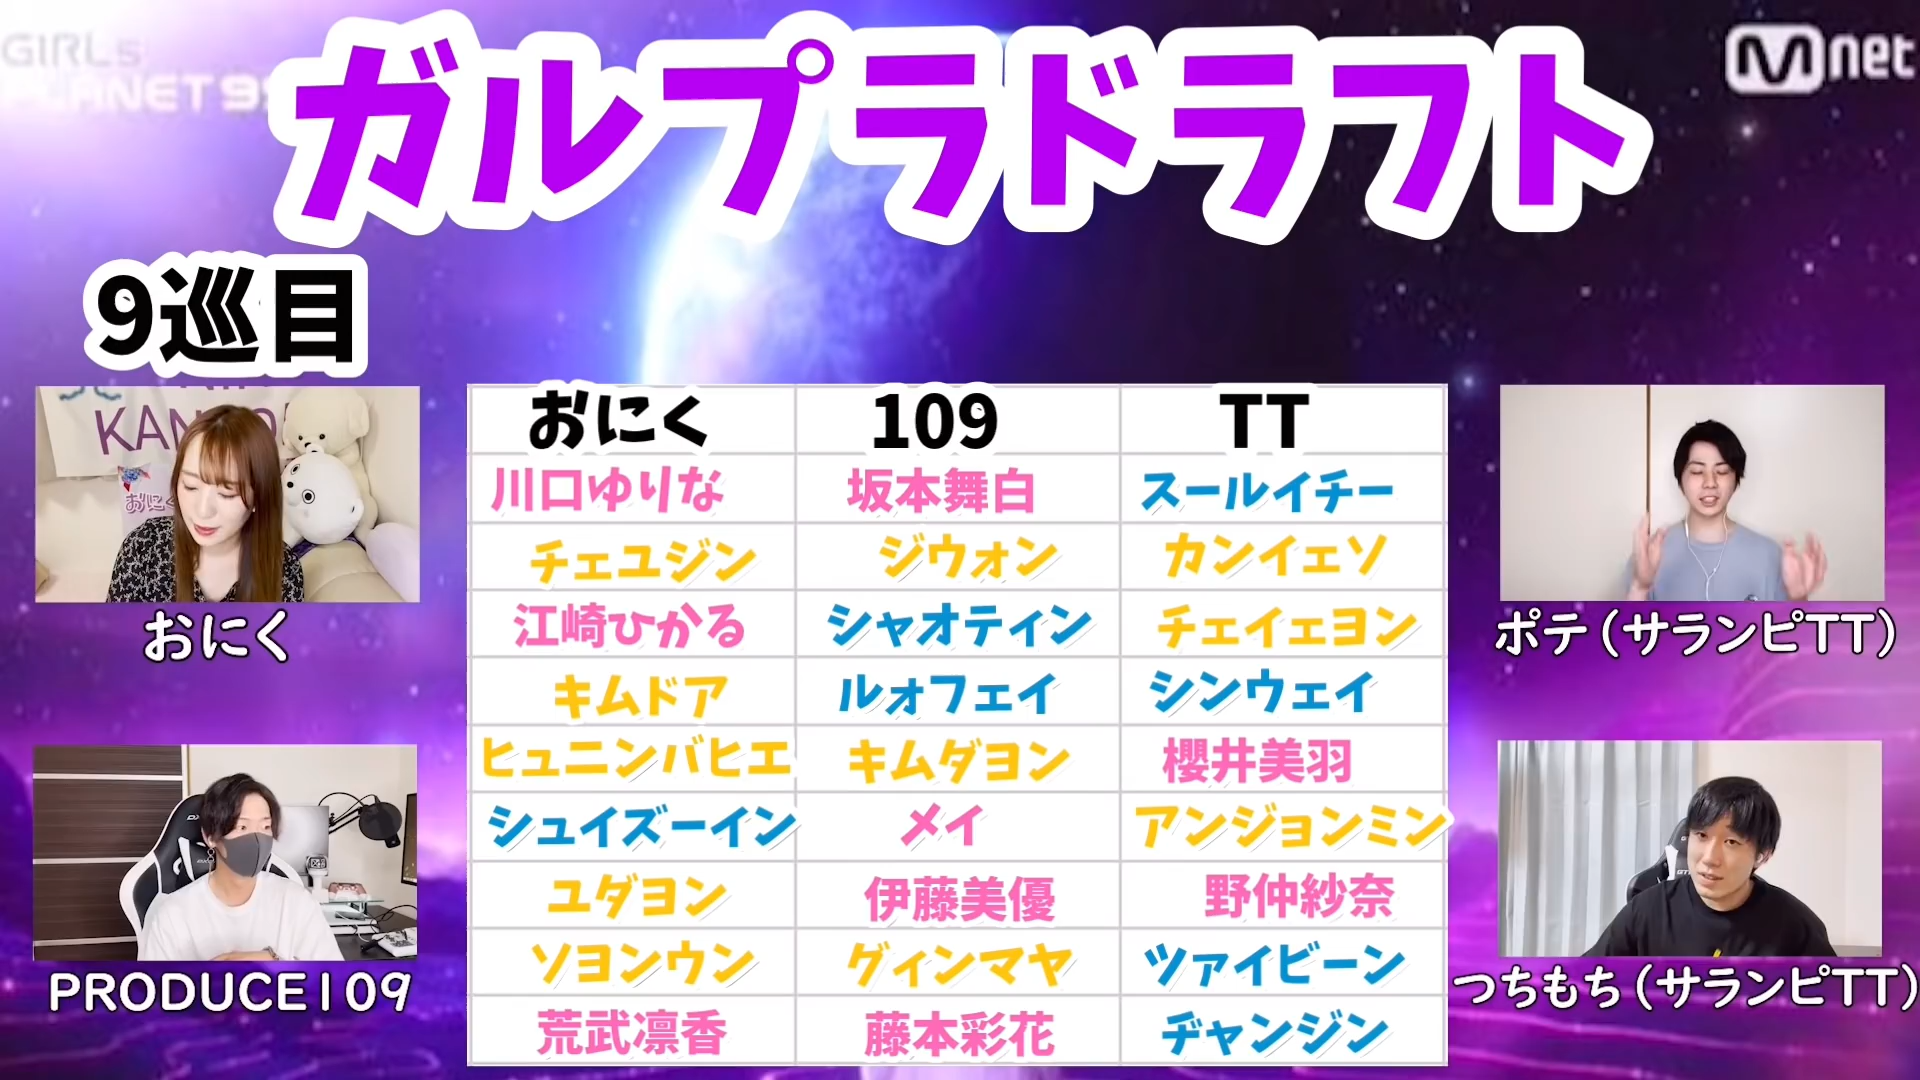 GIRLS
PLANET 99
Mnet
ガルプラドラフト
9巡目
KAN
おにく
おにく
PRODUCE109
ポテ(サランピTT)
つちもち(サランピTT)
おにく 109 TT
川口ゆりな 坂本舞白 スールイチー
チェユジン ジウォン カンイェソ
江崎ひかる シャオティン チェイェヨン
キムドア ルォフェイ シンウェイ
ヒュニンバヒエ キムダヨン 櫻井美羽
シュイズーイン メイ アンジョンミン
ユダヨン 伊藤美優 野仲紗奈
ソヨンウン グィンマヤ ツァイビーン
荒武凛香 藤本彩花 ヂャンジン